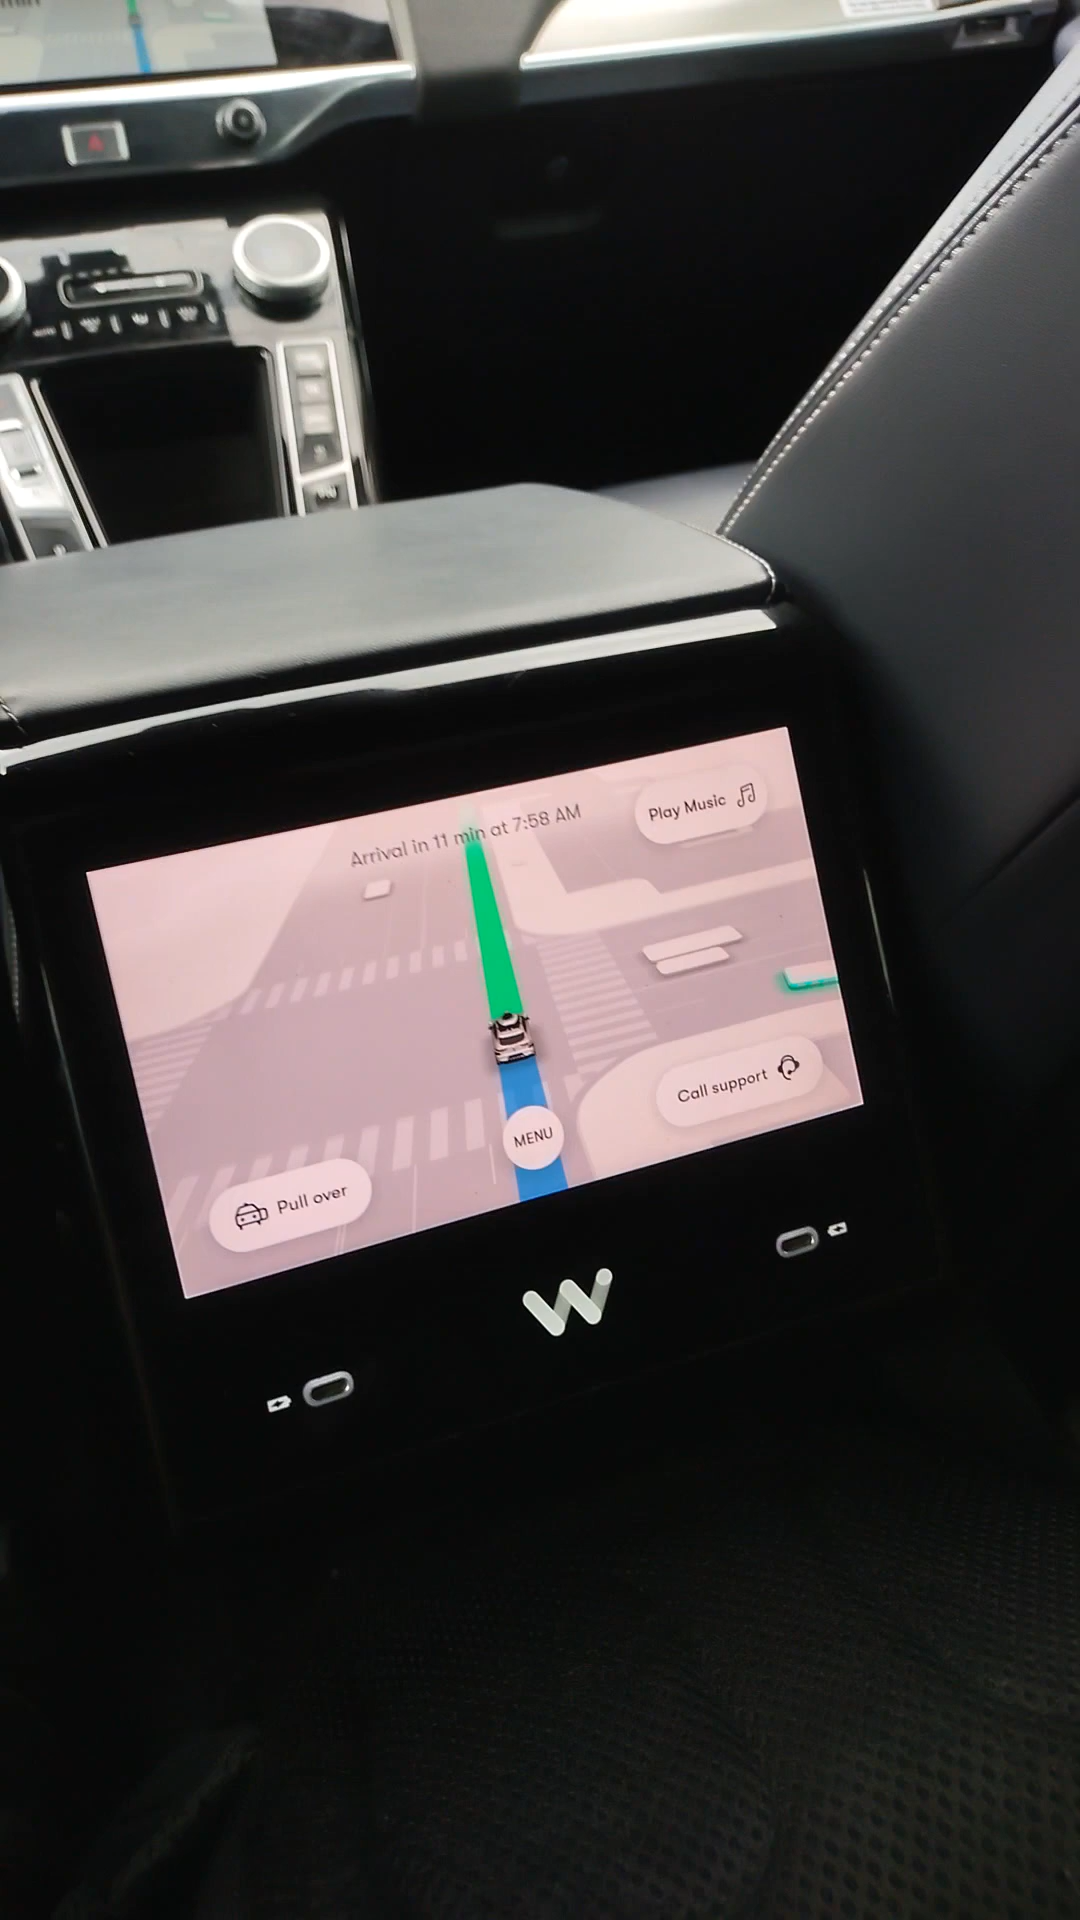 Arrival in 11 min at 7:58 AM
Play Music
Call support
MENU
Pull over